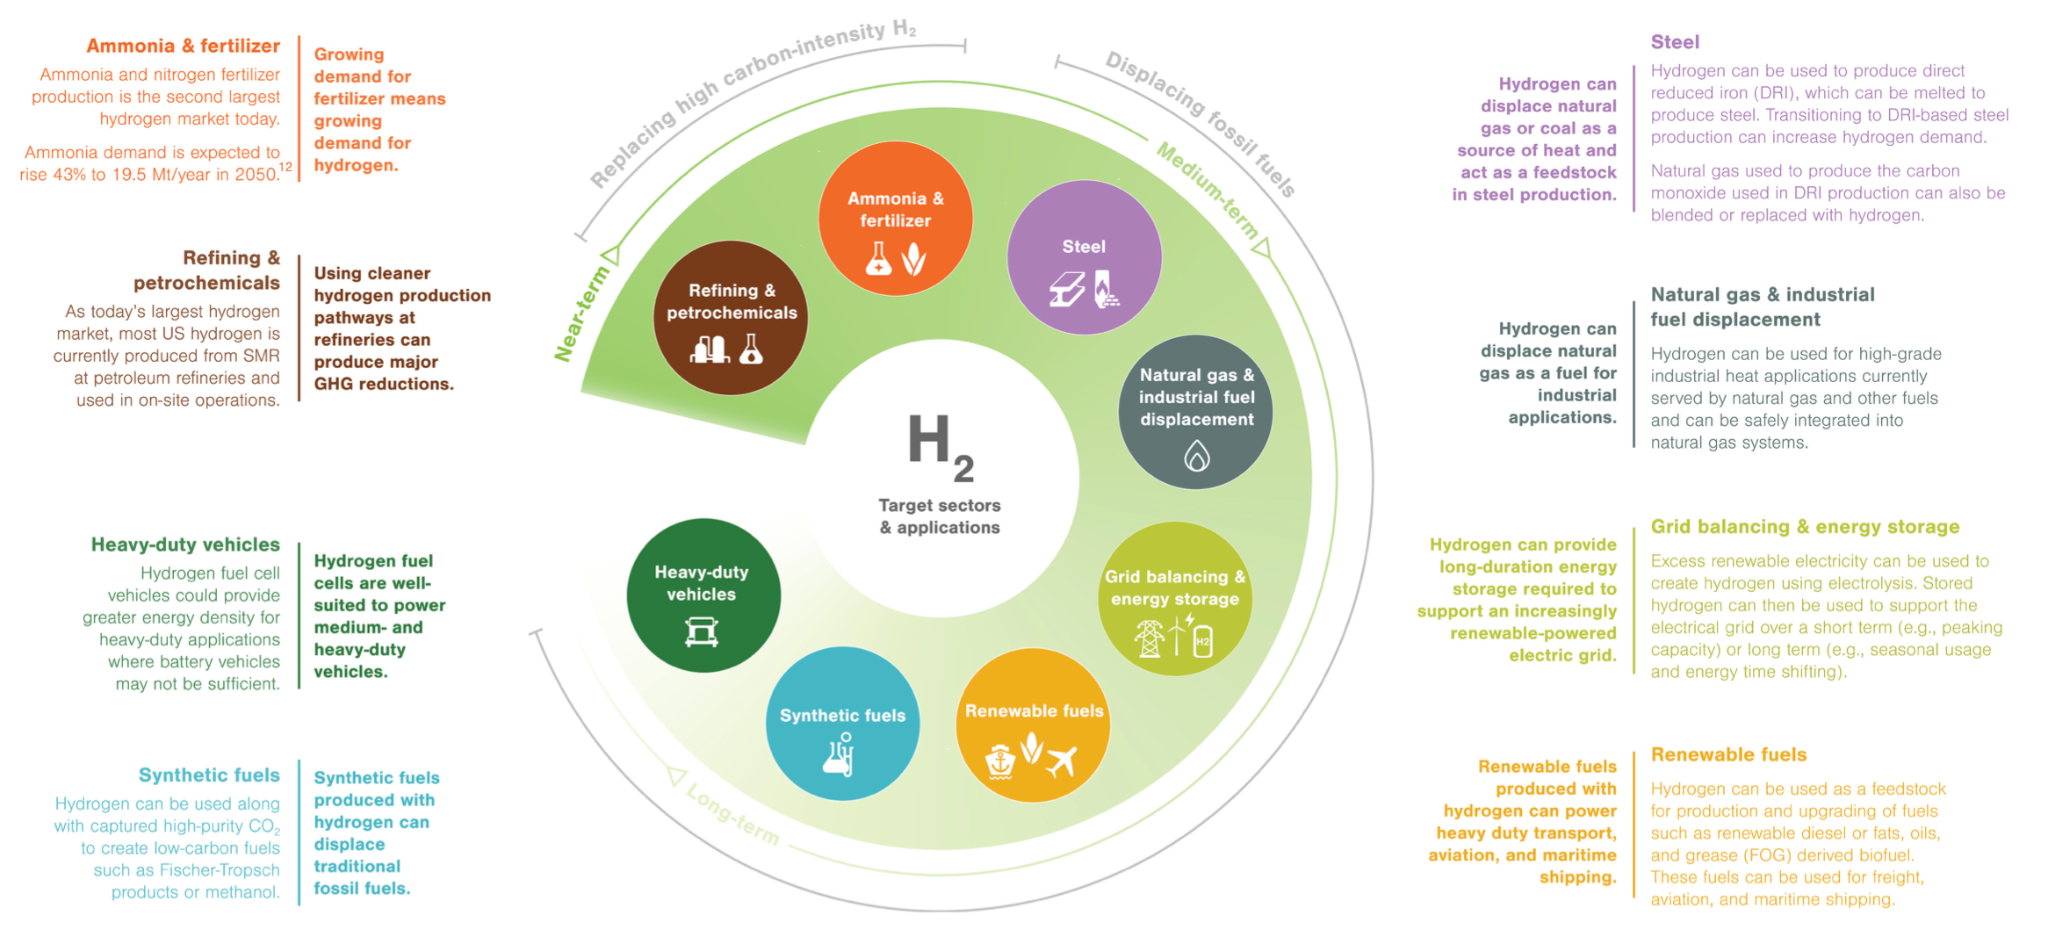 Ammonia & fertilizer
Ammonia and nitrogen fertilizer
production is the second largest
hydrogen market today.
Ammonia demand is expected to
rise 43% to 19.5 Mt/year in 2050.¹²
Growing
demand for
fertilizer means
growing
demand for
hydrogen.
Refining &
petrochemicals
As today's largest hydrogen
market, most US hydrogen is
currently produced from SMR
at petroleum refineries and
used in on-site operations.
Using cleaner
hydrogen production
pathways at
refineries can
produce major
GHG reductions.
Heavy-duty vehicles
Hydrogen fuel cell
vehicles could provide
greater energy density for
heavy-duty applications
where battery vehicles
may not be sufficient.
Hydrogen fuel
cells are well-
suited to power
medium- and
heavy-duty
vehicles.
Synthetic fuels
Hydrogen can be used along
with captured high-purity CO₂
to create low-carbon fuels
such as Fischer-Tropsch
products or methanol.
Synthetic fuels
produced with
hydrogen can
displace
traditional
fossil fuels.
Replacing high carbon-intensity H₂
Displacing fossil fuels
Near-term
Medium-term
Long-term
Ammonia &
fertilizer
Steel
Refining &
petrochemicals
Natural gas &
industrial fuel
displacement
H₂
Target sectors
& applications
Heavy-duty
vehicles
Grid balancing &
energy storage
H2
Synthetic fuels
Renewable fuels
Hydrogen can
displace natural
gas or coal as a
source of heat and
act as a feedstock
in steel production.
Steel
Hydrogen can be used to produce direct
reduced iron (DRI), which can be melted to
produce steel. Transitioning to DRI-based steel
production can increase hydrogen demand.
Natural gas used to produce the carbon
monoxide used in DRI production can also be
blended or replaced with hydrogen.
Hydrogen can
displace natural
gas as a fuel for
industrial
applications.
Natural gas & industrial
fuel displacement
Hydrogen can be used for high-grade
industrial heat applications currently
served by natural gas and other fuels
and can be safely integrated into
natural gas systems.
Hydrogen can provide
long-duration energy
storage required to
support an increasingly
renewable-powered
electric grid.
Grid balancing & energy storage
Excess renewable electricity can be used to
create hydrogen using electrolysis. Stored
hydrogen can then be used to support the
electrical grid over a short term (e.g., peaking
capacity) or long term (e.g., seasonal usage
and energy time shifting).
Renewable fuels
produced with
hydrogen can power
heavy duty transport,
aviation, and maritime
shipping.
Renewable fuels
Hydrogen can be used as a feedstock
for production and upgrading of fuels
such as renewable diesel or fats, oils,
and grease (FOG) derived biofuel.
These fuels can be used for freight,
aviation, and maritime shipping.